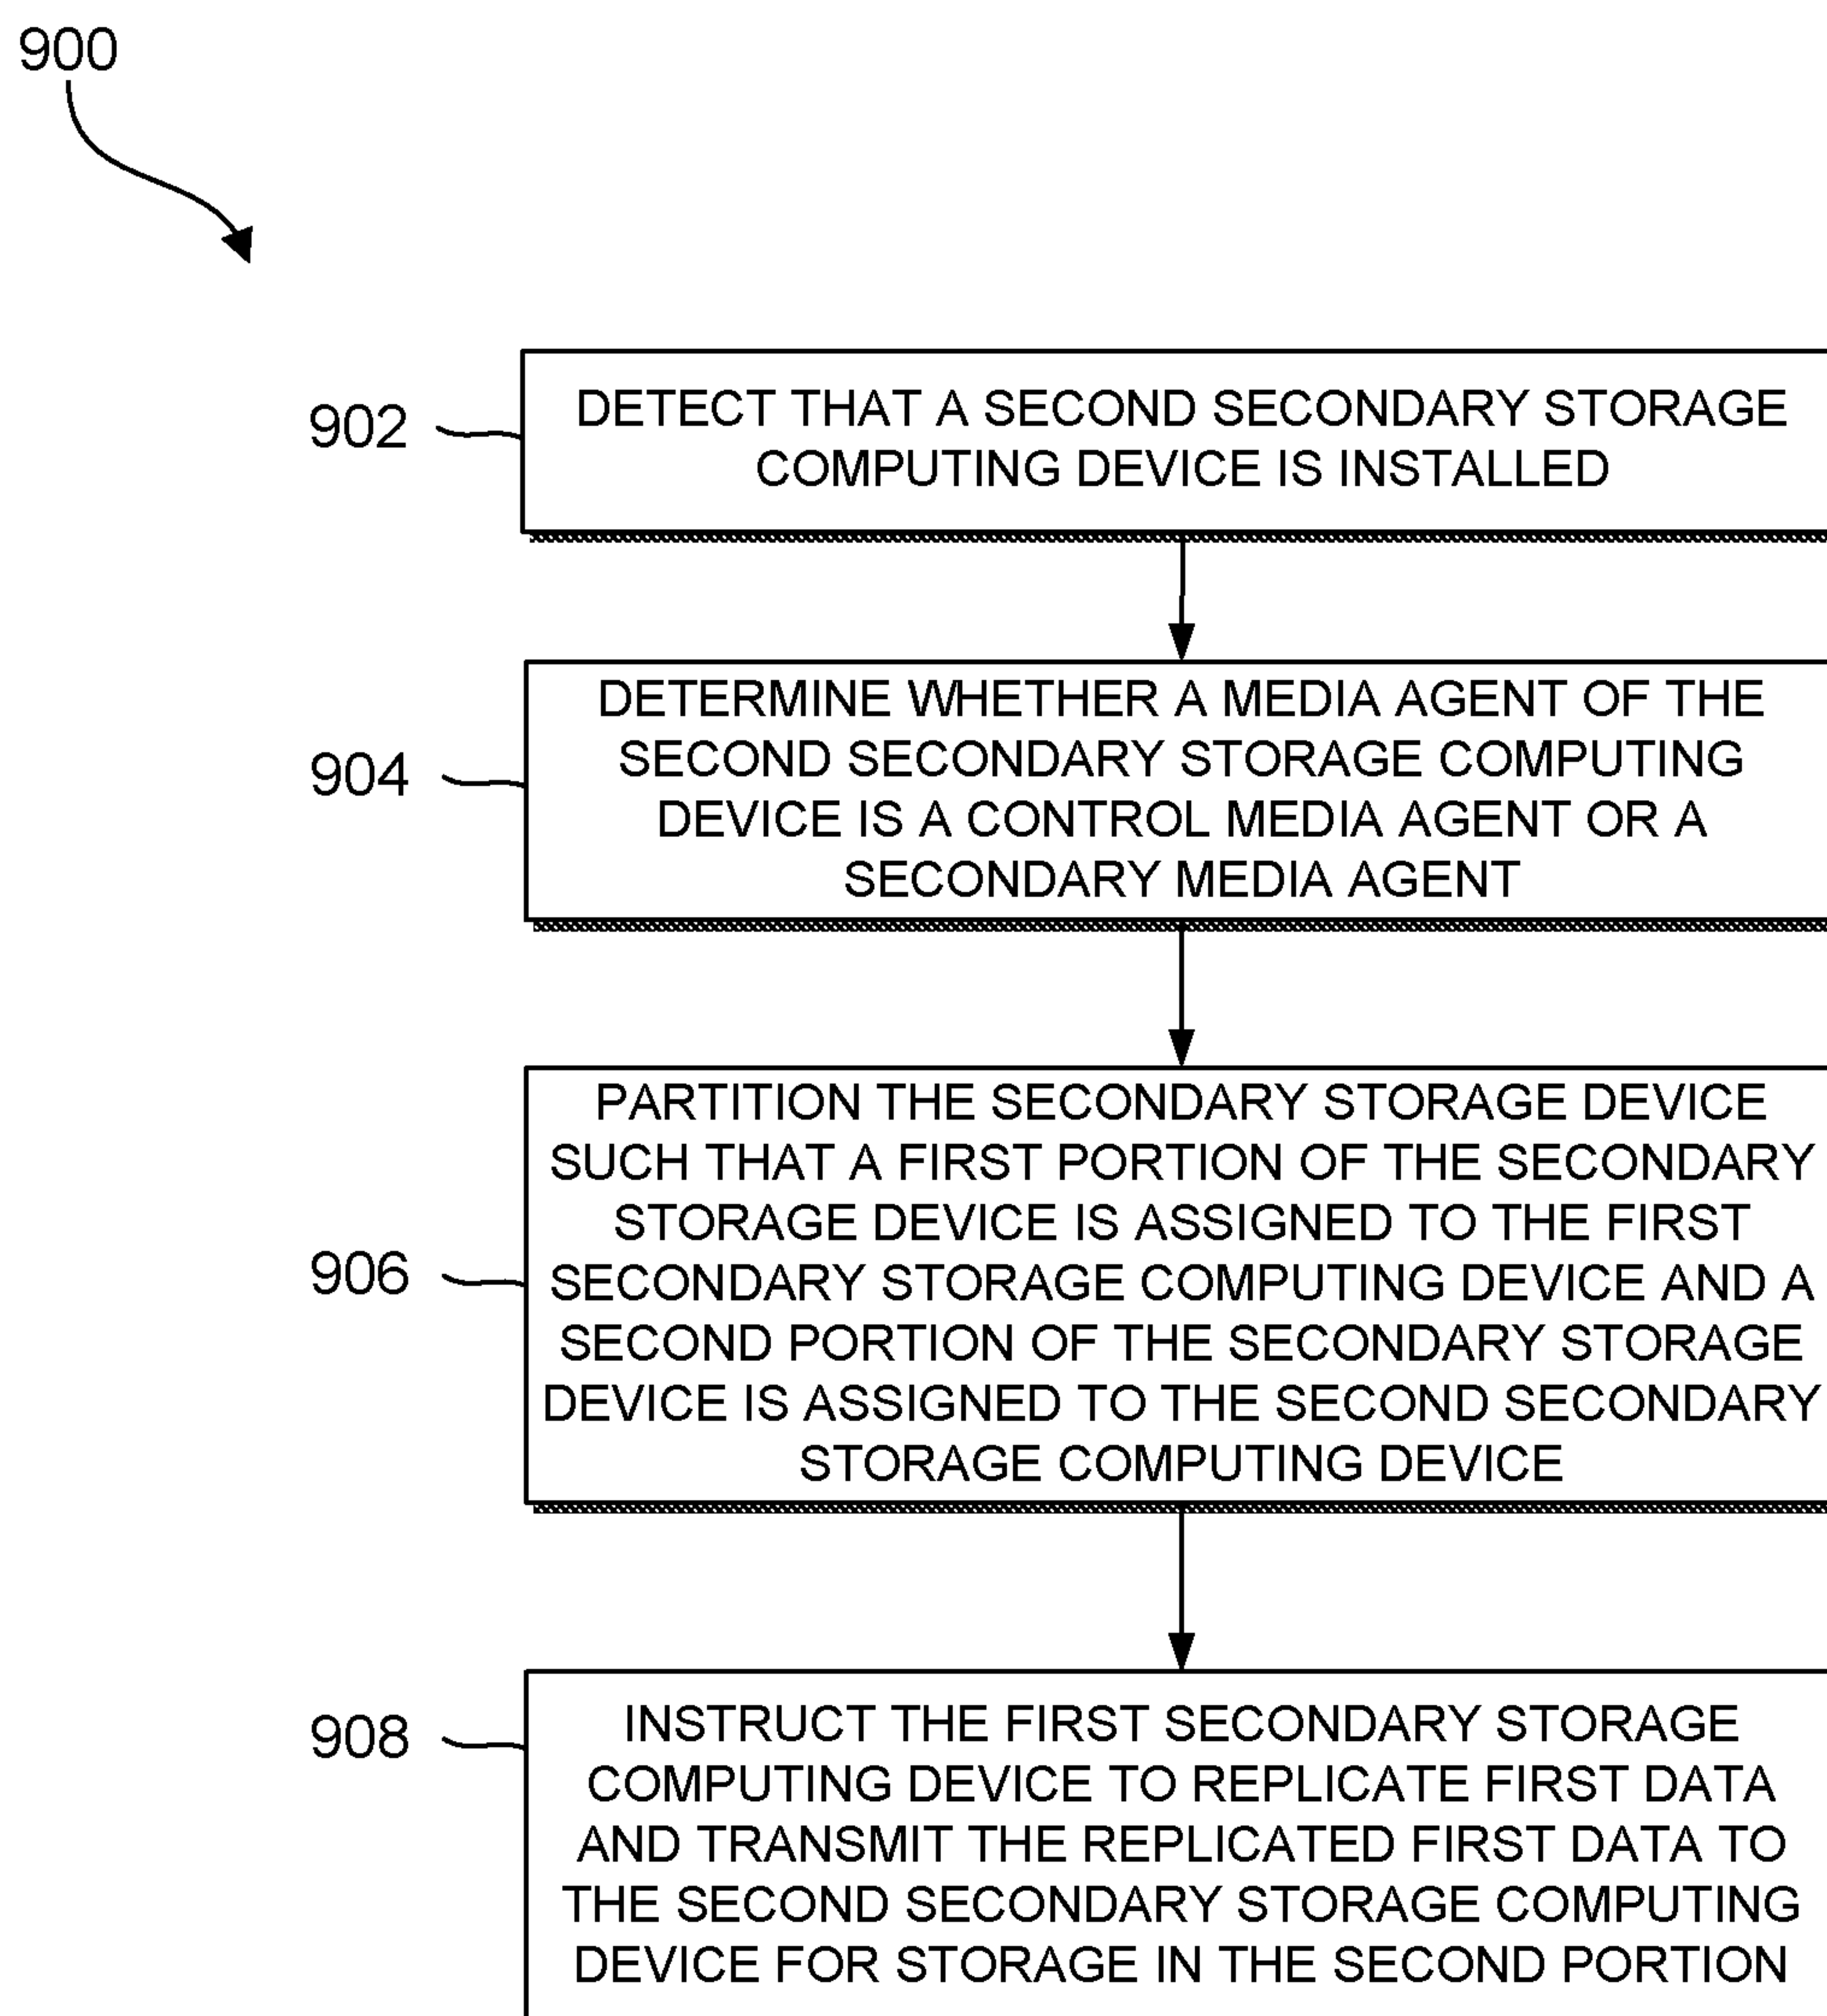 900
902
DETECT THAT A SECOND SECONDARY STORAGE
COMPUTING DEVICE IS INSTALLED
904
DETERMINE WHETHER A MEDIA AGENT OF THE
SECOND SECONDARY STORAGE COMPUTING
DEVICE IS A CONTROL MEDIA AGENT OR A
SECONDARY MEDIA AGENT
906
PARTITION THE SECONDARY STORAGE DEVICE
SUCH THAT A FIRST PORTION OF THE SECONDARY
STORAGE DEVICE IS ASSIGNED TO THE FIRST
SECONDARY STORAGE COMPUTING DEVICE AND A
SECOND PORTION OF THE SECONDARY STORAGE
DEVICE IS ASSIGNED TO THE SECOND SECONDARY
STORAGE COMPUTING DEVICE
908
INSTRUCT THE FIRST SECONDARY STORAGE
COMPUTING DEVICE TO REPLICATE FIRST DATA
AND TRANSMIT THE REPLICATED FIRST DATA TO
THE SECOND SECONDARY STORAGE COMPUTING
DEVICE FOR STORAGE IN THE SECOND PORTION